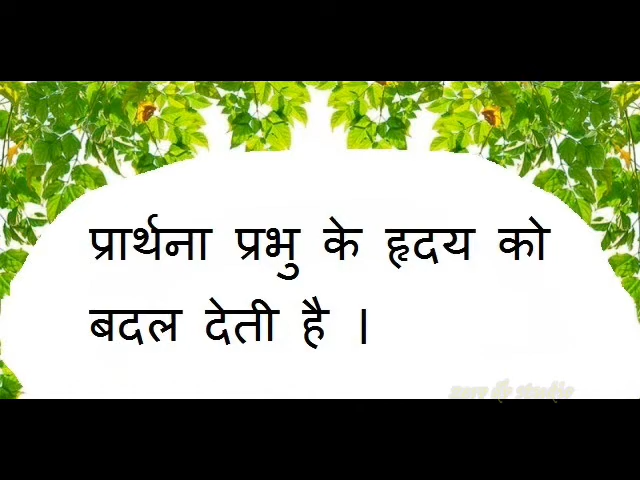 प्रार्थना प्रभु के हृदय को
बदल देती है ।